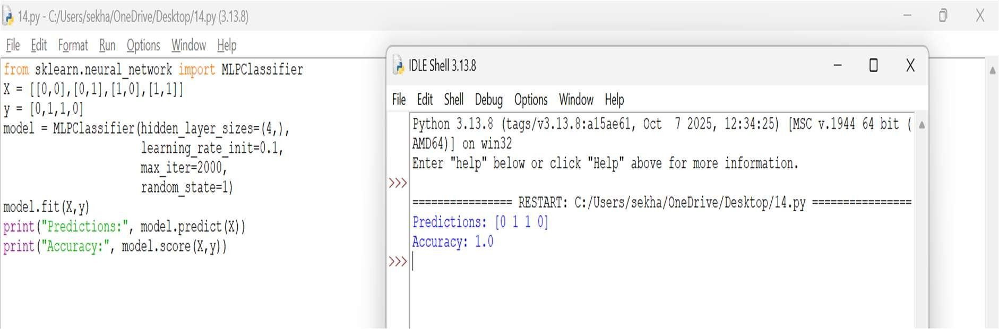 14.py - C:/Users/sekha/OneDrive/Desktop/14.py (3.13.8)
File Edit Format Run Options Window Help
from sklearn.neural_network import MLPClassifier
X = [[0,0],[0,1],[1,0],[1,1]]
y = [0,1,1,0]
model = MLPClassifier(hidden_layer_sizes=(4,),
                      learning_rate_init=0.1,
                      max_iter=2000,
                      random_state=1)
model.fit(X,y)
print("Predictions:", model.predict(X))
print("Accuracy:", model.score(X,y))
IDLE Shell 3.13.8
File Edit Shell Debug Options Window Help
Python 3.13.8 (tags/v3.13.8:a15ae61, Oct  7 2025, 12:34:25) [MSC v.1944 64 bit (
AMD64)] on win32
Enter "help" below or click "Help" above for more information.
>>>
================ RESTART: C:/Users/sekha/OneDrive/Desktop/14.py ================
Predictions: [0 1 1 0]
Accuracy: 1.0
>>>